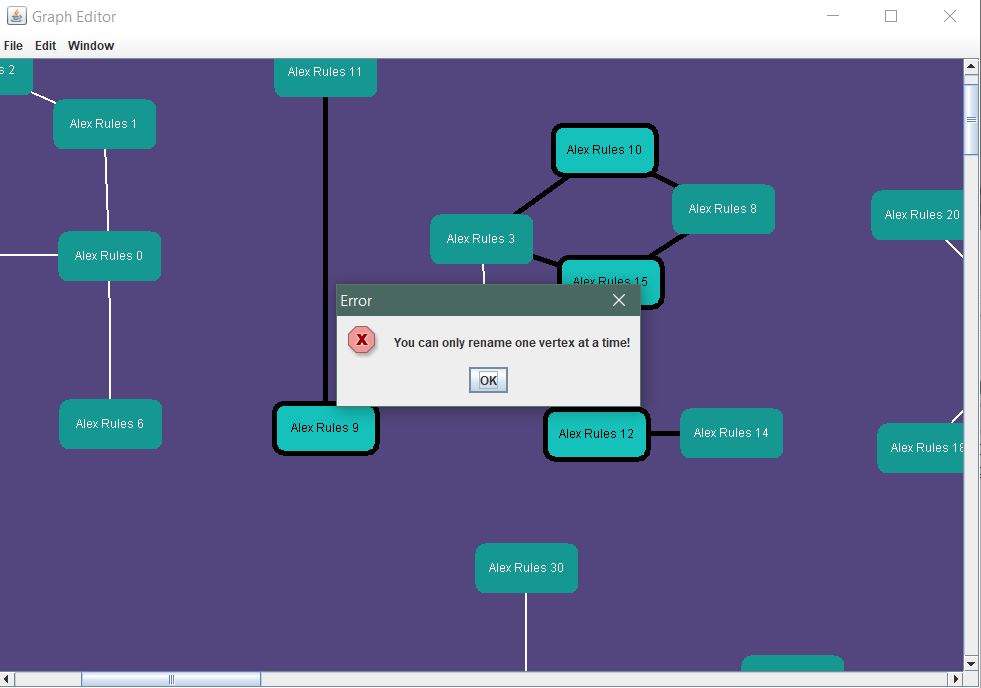 Graph Editor
File Edit Window
s 2
Alex Rules 11
Alex Rules 1
Alex Rules 10
Alex Rules 8
Alex Rules 20
Alex Rules 3
Alex Rules 0
Alex Rules 15
Error
You can only rename one vertex at a time!
OK
Alex Rules 6
Alex Rules 9
Alex Rules 12
Alex Rules 14
Alex Rules 18
Alex Rules 30